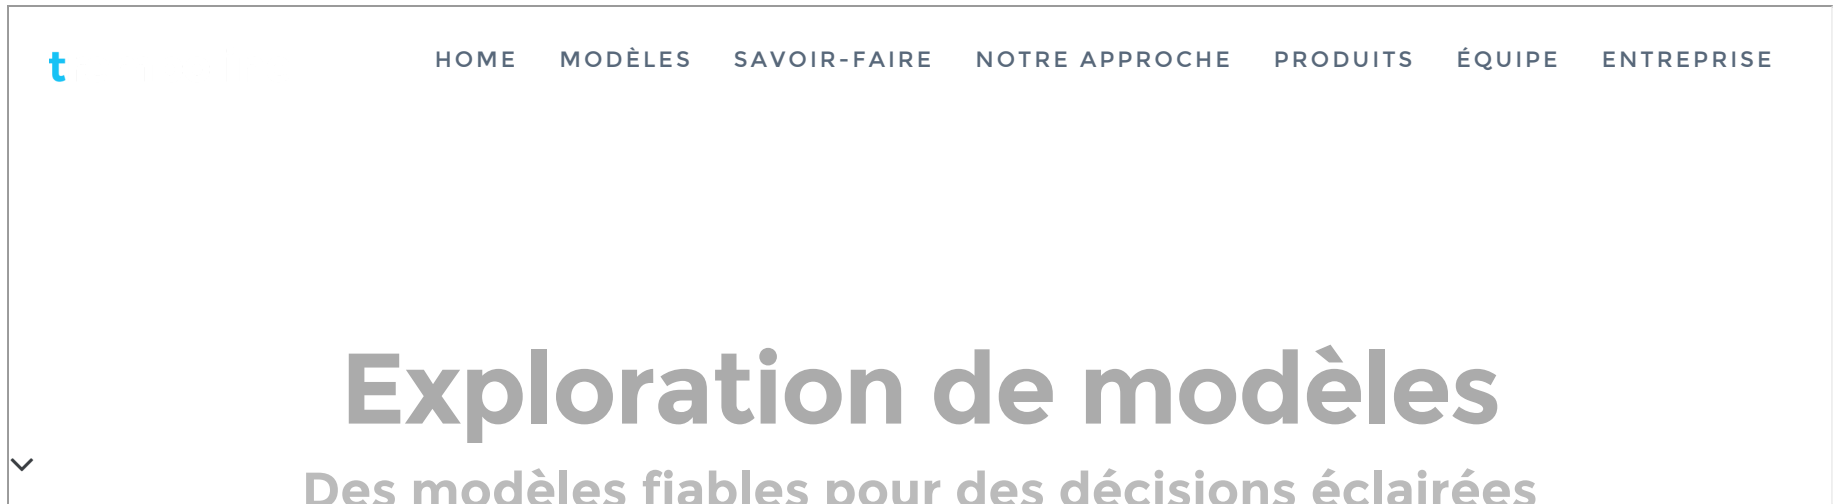 t
HOME MODÈLES SAVOIR-FAIRE NOTRE APPROCHE PRODUITS ÉQUIPE ENTREPRISE
Exploration de modèles
Des modèles fiables pour des décisions éclairées